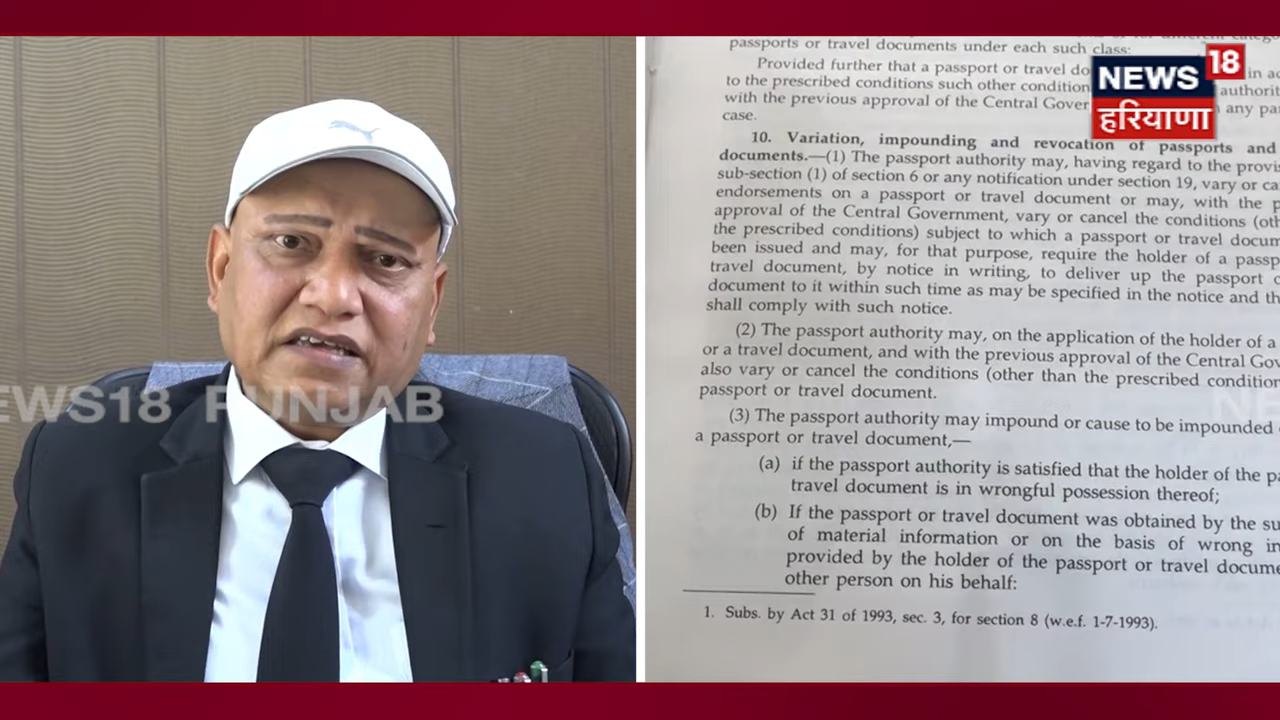 NEWS 18
हरियाणा
EWS18 PUNJAB
passports or travel documents under each such class:
Provided further that a passport or travel do in ac
to the prescribed conditions such other condition authorit
with the previous approval of the Central Gover any pa
case.
10. Variation, impounding and revocation of passports and
documents.—(1) The passport authority may, having regard to the provis
sub-section (1) of section 6 or any notification under section 19, vary or ca
endorsements on a passport or travel document or may, with the p
approval of the Central Government, vary or cancel the conditions (oth
the prescribed conditions) subject to which a passport or travel docum
been issued and may, for that purpose, require the holder of a passp
travel document, by notice in writing, to deliver up the passport o
document to it within such time as may be specified in the notice and th
shall comply with such notice.
(2) The passport authority may, on the application of the holder of a
or a travel document, and with the previous approval of the Central Gov
also vary or cancel the conditions (other than the prescribed condition
passport or travel document.
(3) The passport authority may impound or cause to be impounded
a passport or travel document,—
(a) if the passport authority is satisfied that the holder of the pa
travel document is in wrongful possession thereof;
(b) If the passport or travel document was obtained by the su
of material information or on the basis of wrong in
provided by the holder of the passport or travel docume
other person on his behalf:
1. Subs. by Act 31 of 1993, sec. 3, for section 8 (w.e.f. 1-7-1993).